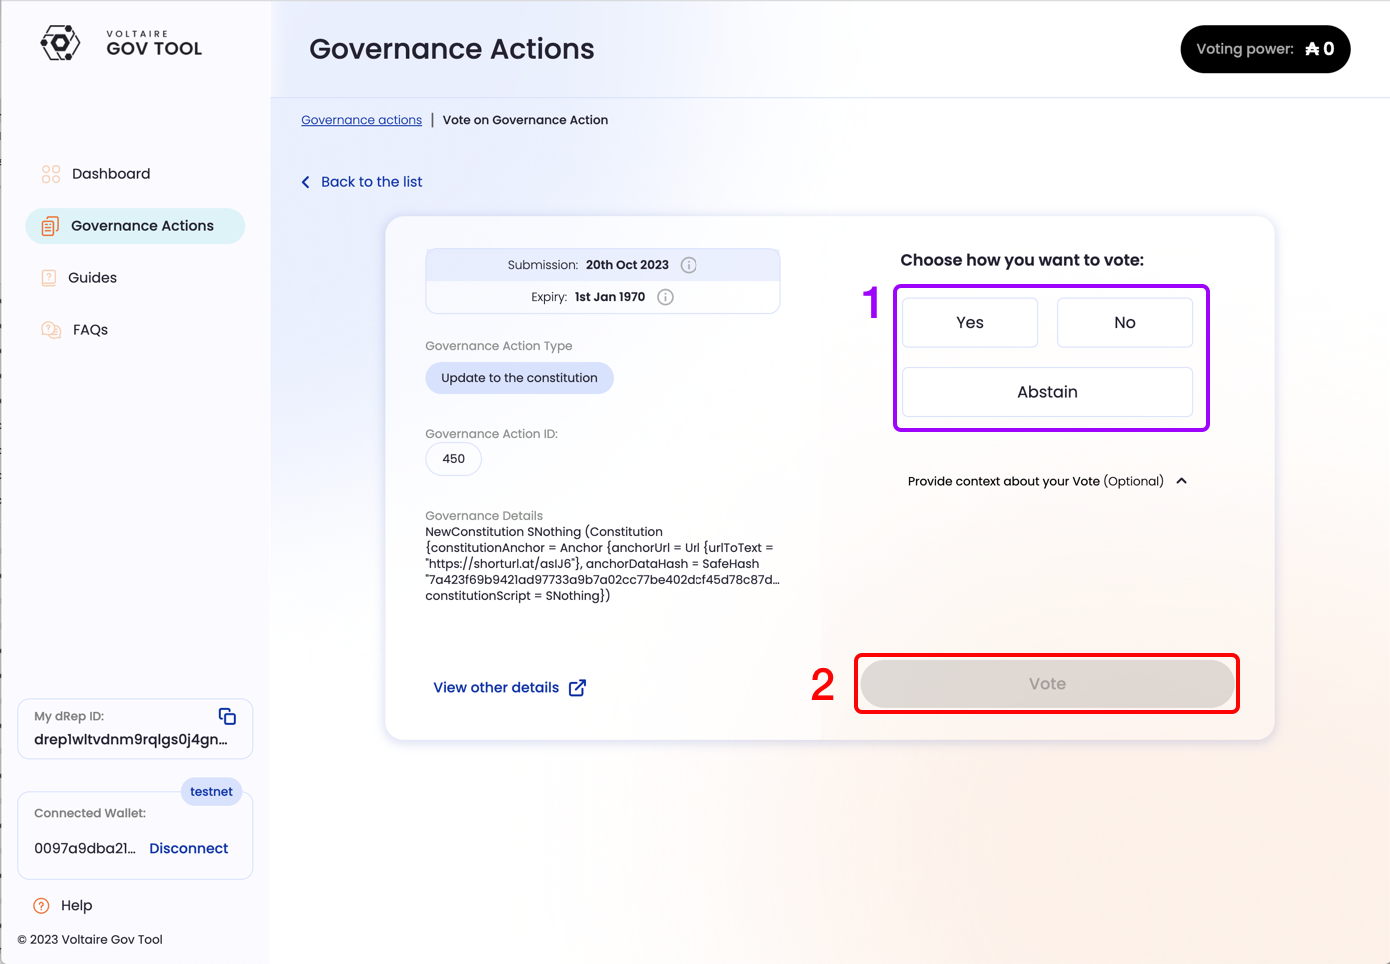 VOLTAIRE
GOV TOOL
Governance Actions
Voting power: ₳ 0
Governance actions | Vote on Governance Action
Dashboard
Governance Actions
Guides
FAQs
Back to the list
Submission: 20th Oct 2023
Expiry: 1st Jan 1970
Governance Action Type
Update to the constitution
Governance Action ID:
450
Governance Details
NewConstitution SNothing (Constitution
{constitutionAnchor = Anchor {anchorUrl = Url {urlToText =
"https://shorturl.at/asIJ6"}, anchorDataHash = SafeHash
"7a423f69b9421ad97733a9b7a02cc77be402dcf45d78c87d...
constitutionScript = SNothing})
View other details
Choose how you want to vote:
1
Yes
No
Abstain
Provide context about your Vote (Optional)
2
Vote
My dRep ID:
drep1wltvdnm9rqlgs0j4gn...
testnet
Connected Wallet:
0097a9dba21... Disconnect
Help
© 2023 Voltaire Gov Tool